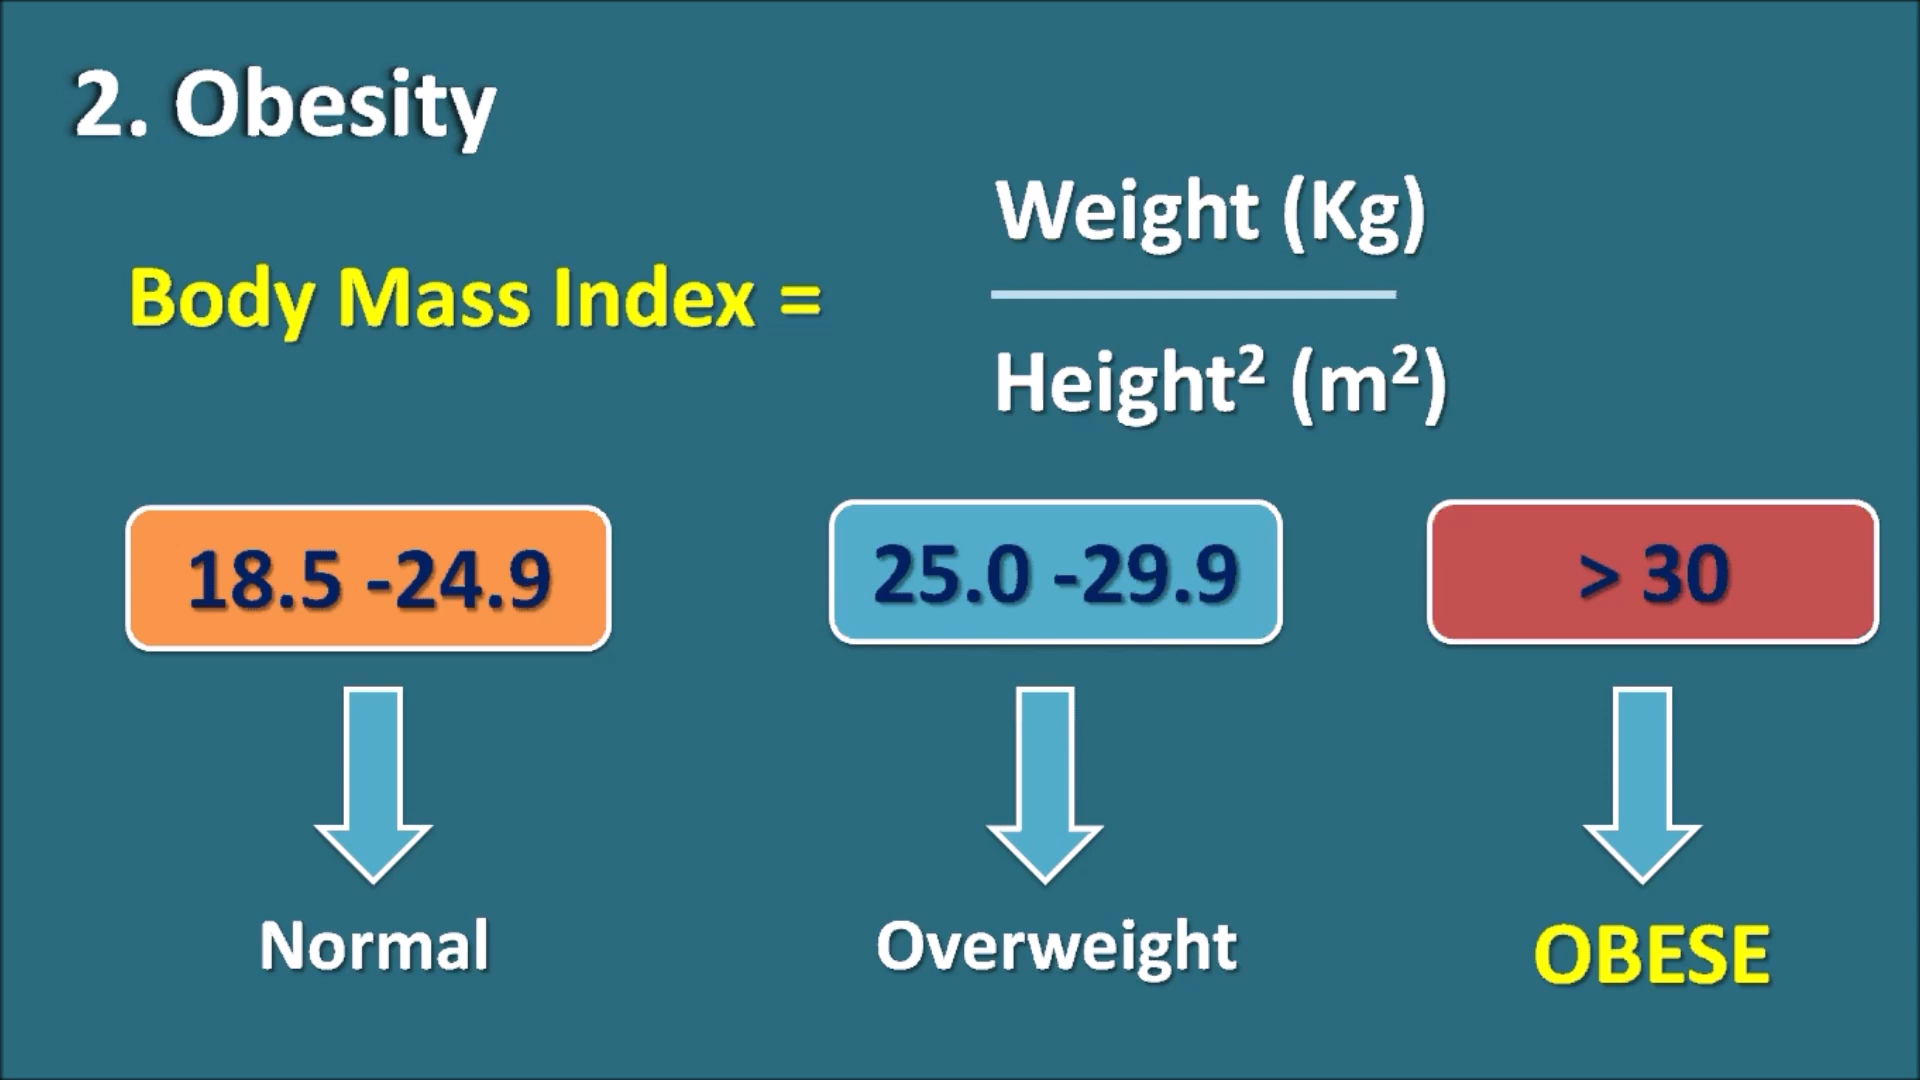 2. Obesity
Weight (Kg)
Body Mass Index =
Height² (m²)
18.5 -24.9
25.0 -29.9
> 30
Normal
Overweight
OBESE